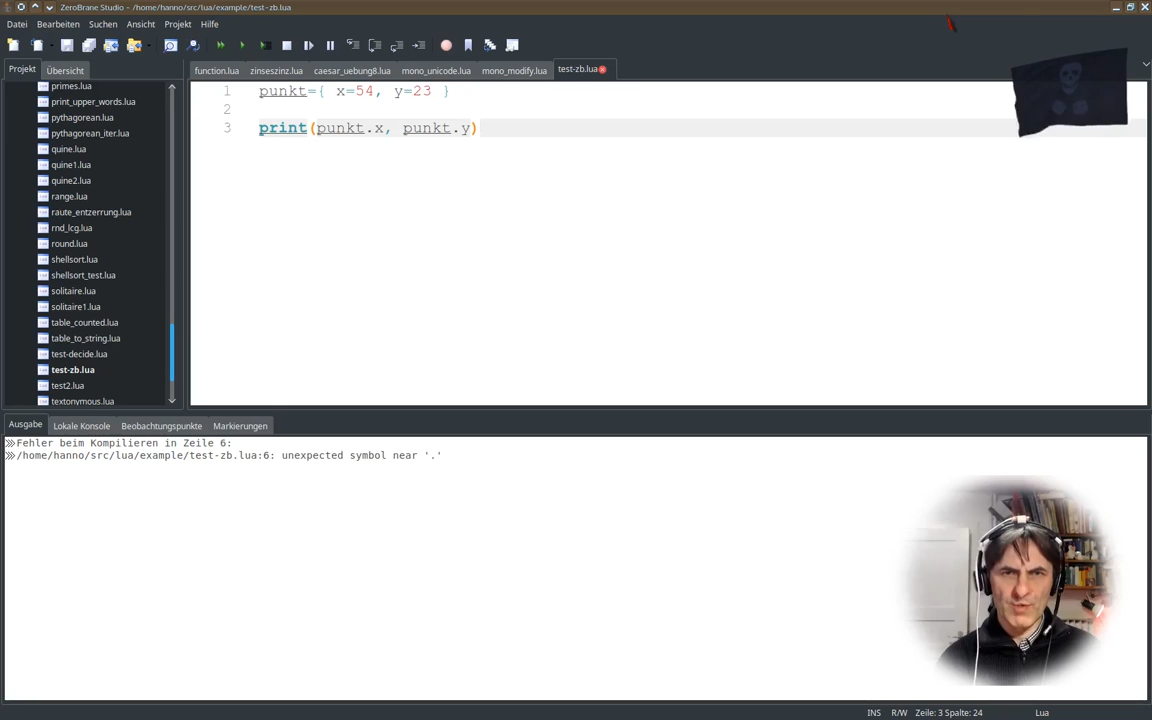 ZeroBrane Studio - /home/hanno/src/lua/example/test-zb.lua
Datei Bearbeiten Suchen Ansicht Projekt Hilfe
Projekt Übersicht
function.lua zinseszinz.lua caesar_uebung8.lua mono_unicode.lua mono_modify.lua test-zb.lua
primes.lua
print_upper_words.lua
pythagorean.lua
pythagorean_iter.lua
quine.lua
quine1.lua
quine2.lua
range.lua
raute_entzerrung.lua
rnd_lcg.lua
round.lua
shellsort.lua
shellsort_test.lua
solitaire.lua
solitaire1.lua
table_counted.lua
table_to_string.lua
test-decide.lua
test-zb.lua
test2.lua
textonymous.lua
1 punkt={ x=54, y=23 }
2
3 print(punkt.x, punkt.y)
Ausgabe Lokale Konsole Beobachtungspunkte Markierungen
Fehler beim Kompilieren in Zeile 6:
/home/hanno/src/lua/example/test-zb.lua:6: unexpected symbol near '.'
INS R/W Zeile: 3 Spalte: 24 Lua